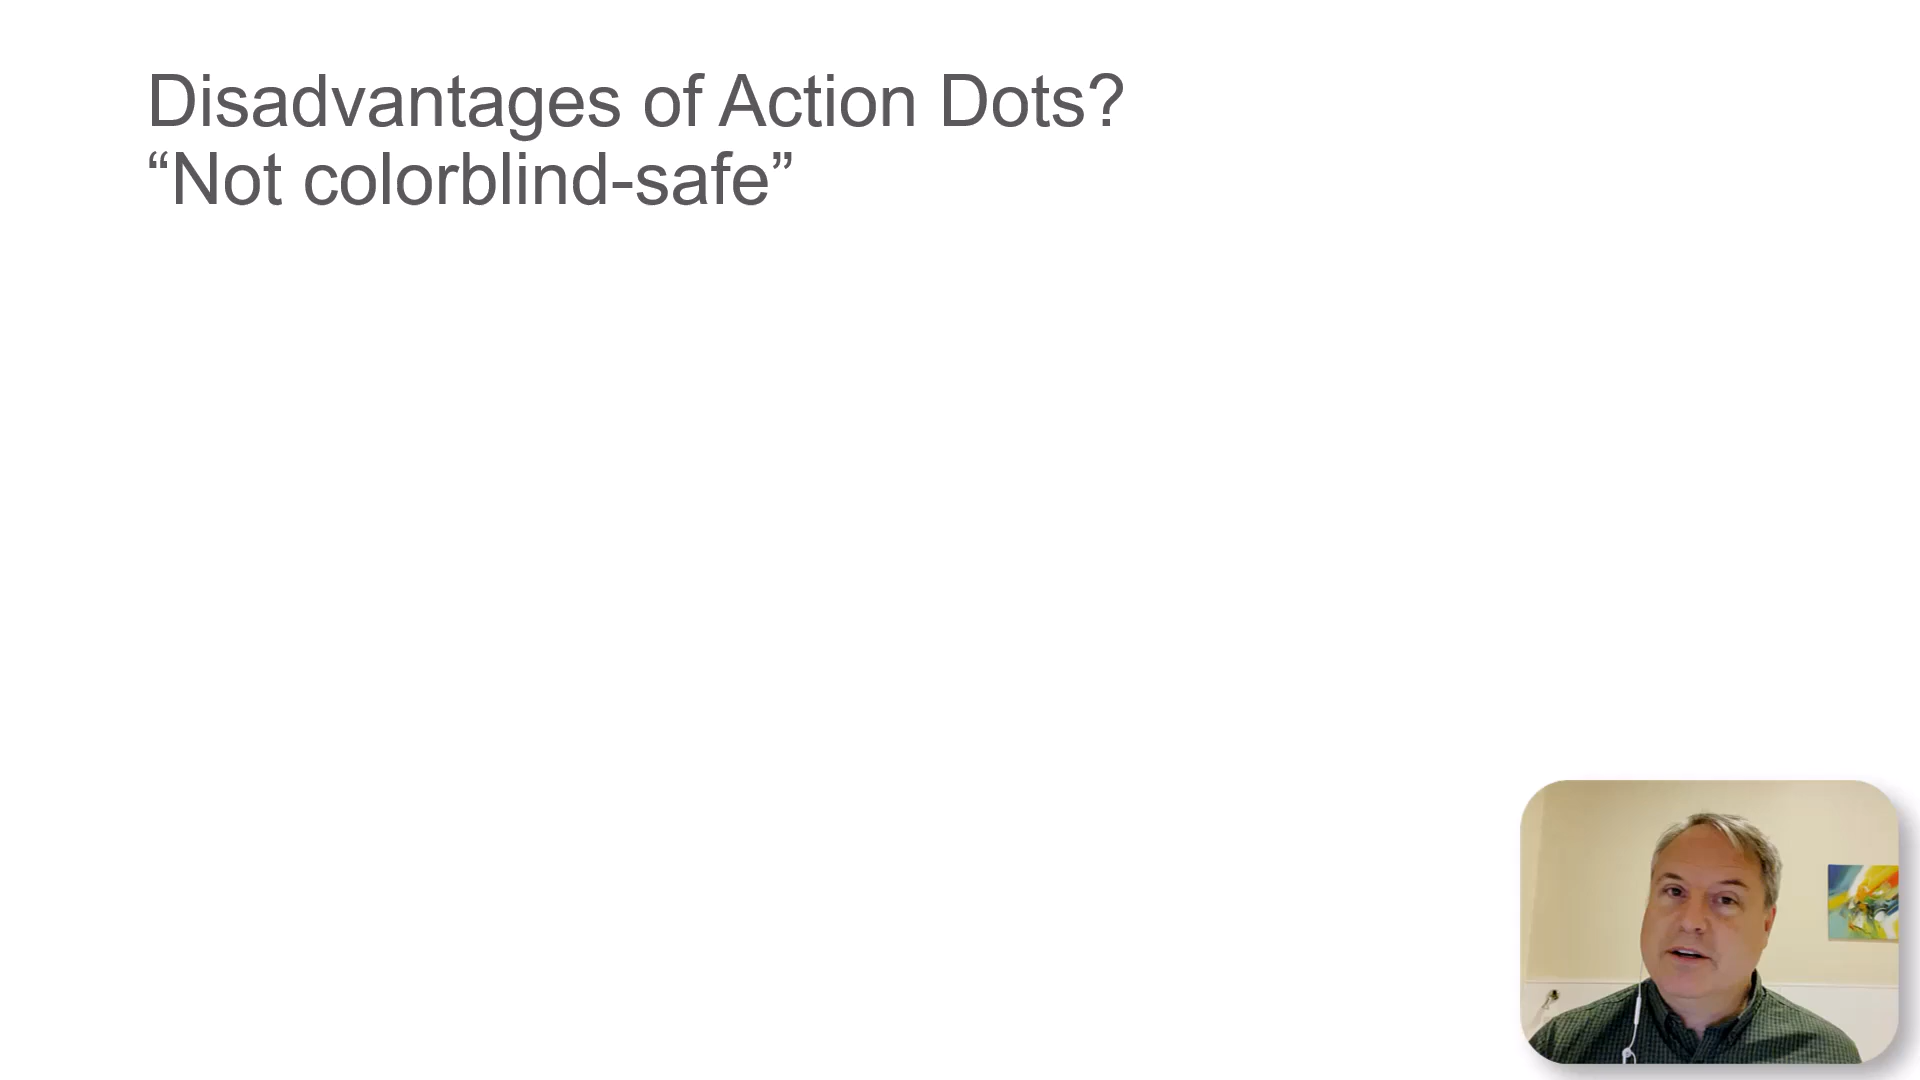 Disadvantages of Action Dots?
“Not colorblind-safe”